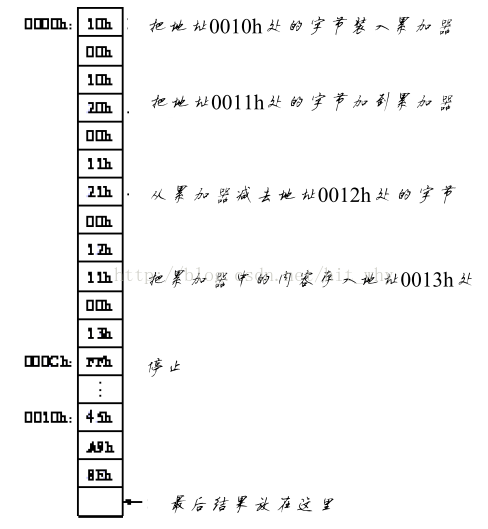 0000h: 10h 把地址0010h处的字节装入累加器
00h
10h
20h 把地址0011h处的字节加到累加器
00h
11h
21h 从累加器减去地址0012h处的字节
00h
12h
11h 把累加器中的内容存入地址0013h处
00h
13h
000Ch: FFh 停止
⋮
0010h: 45h
A9h
8Eh
最后结果放在这里